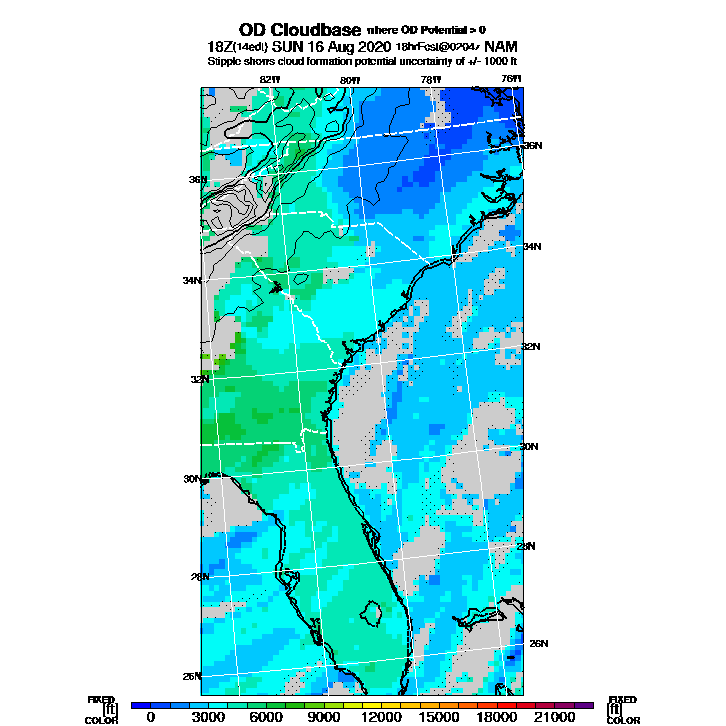 OD Cloudbase where OD Potential > 0
18Z (14edt) SUN 16 Aug 2020 18hrFcst@0204z NAM
Stipple shows cloud formation potential uncertainty of +/- 1000 ft
82W 80W 78W 76W
36N
36N
34N
34N
32N
32N
30N
30N
28N
28N
26N
26N
FIXED FIXED
[ft] 0 3000 6000 9000 12000 15000 18000 21000 [ft]
COLOR COLOR